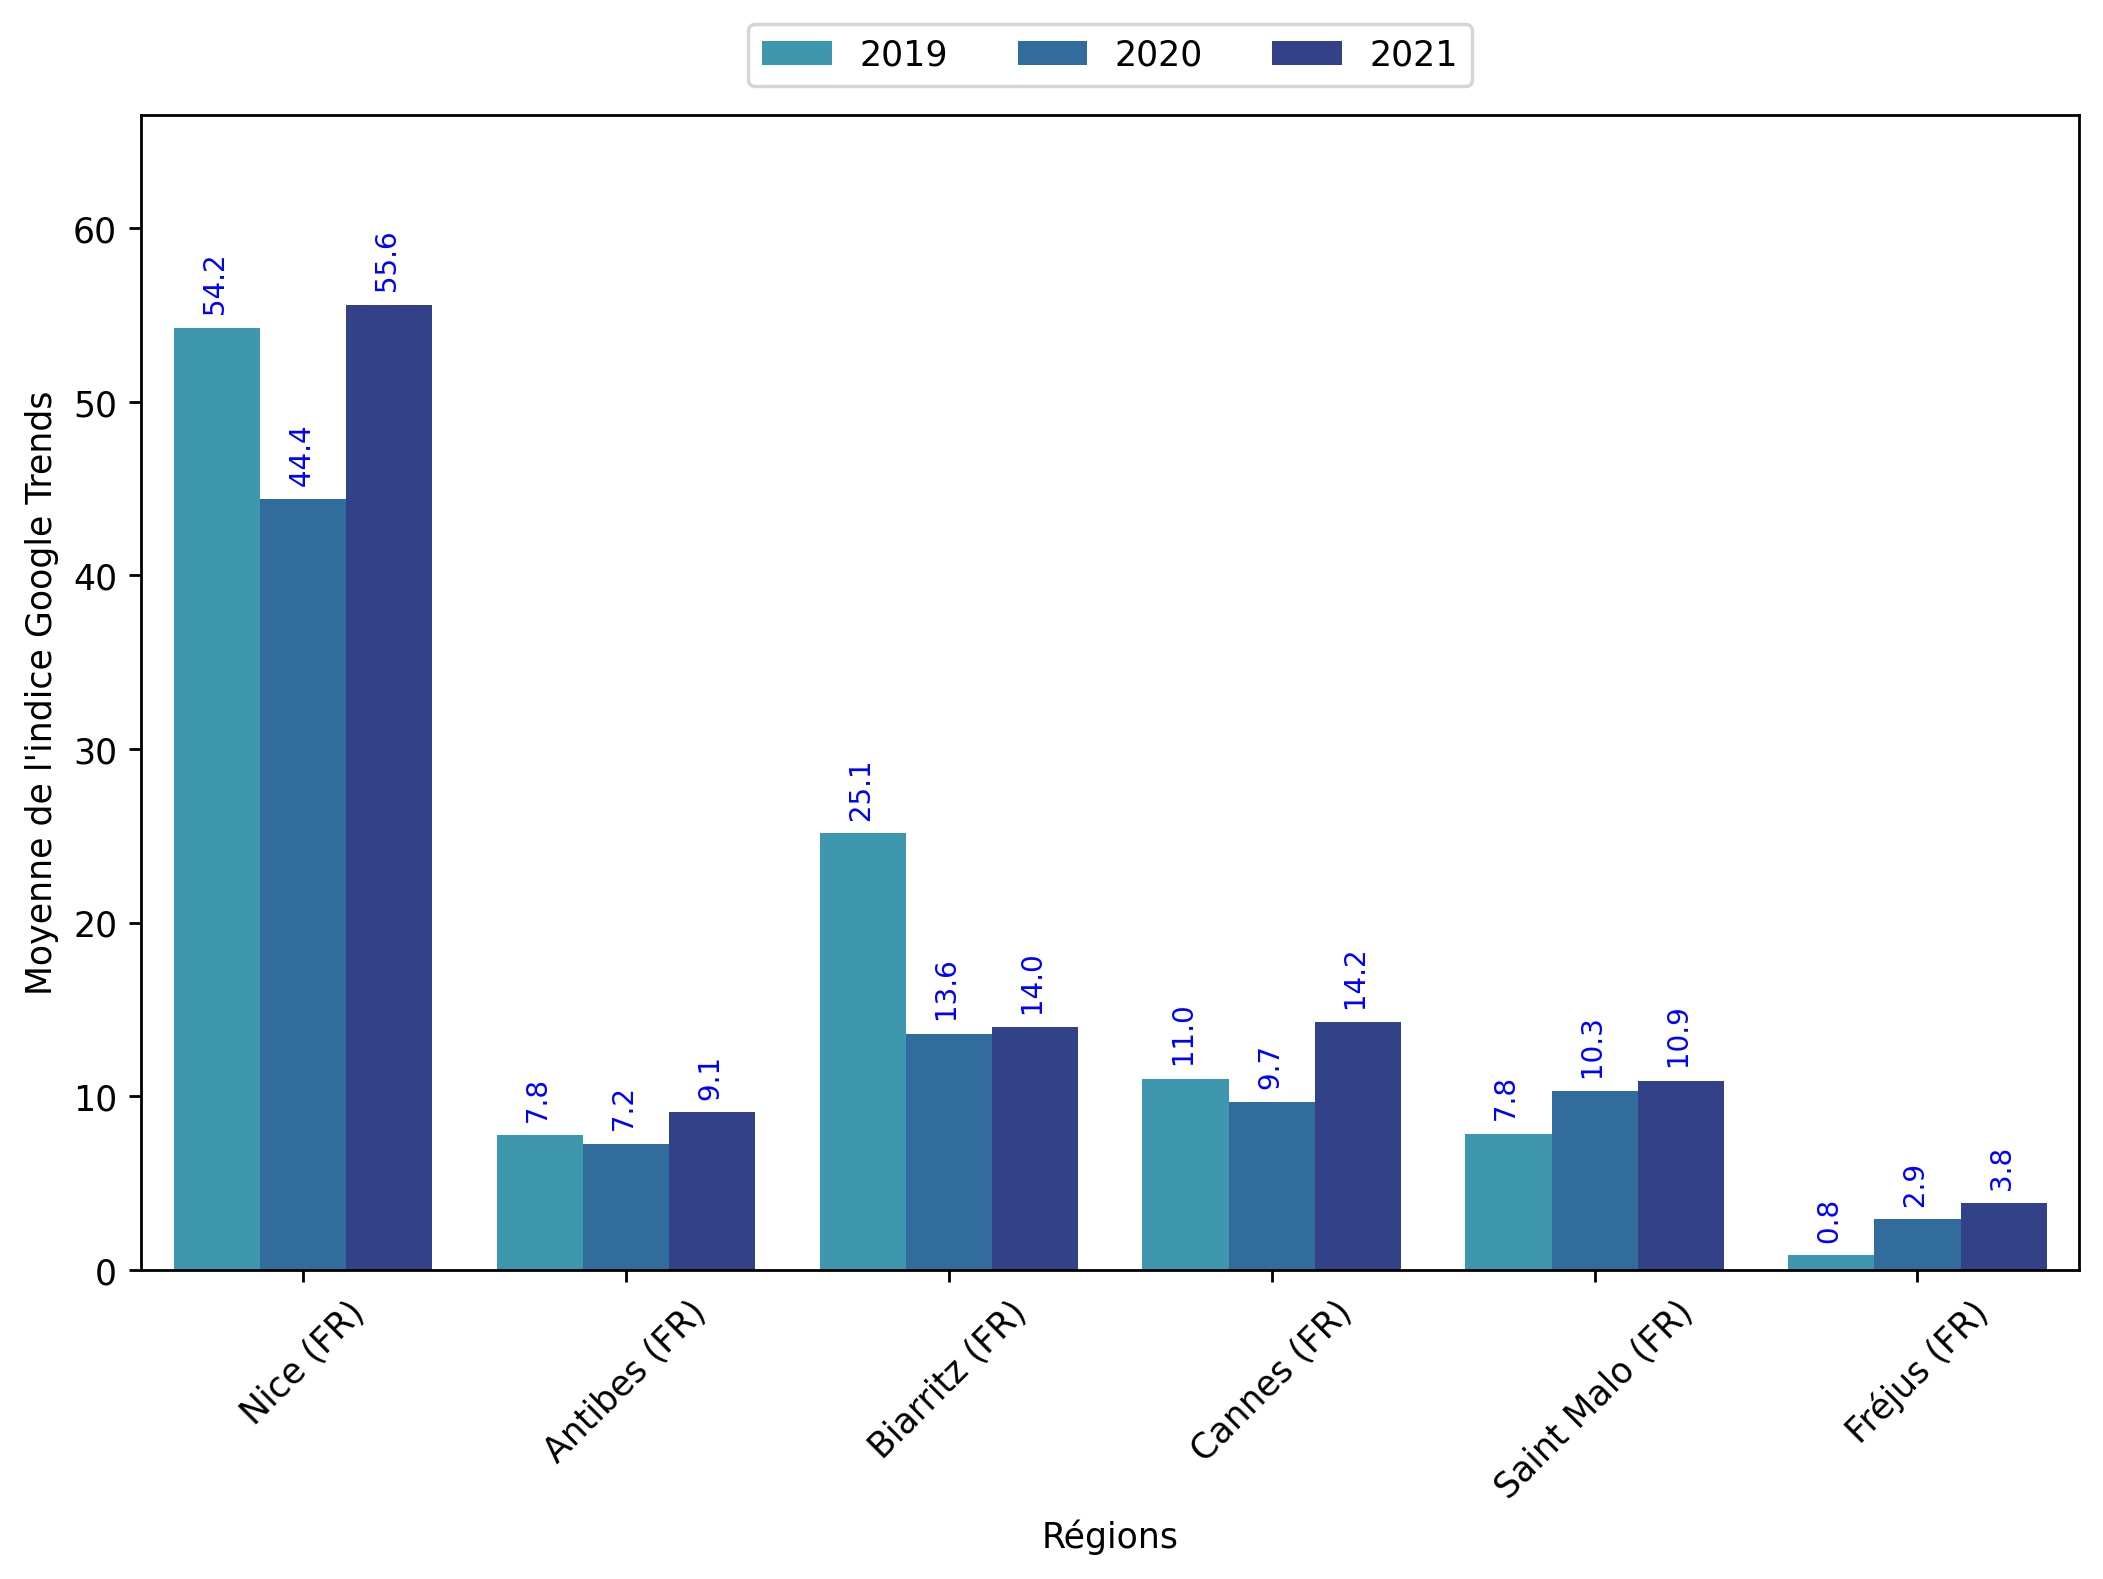 2019 2020 2021
Moyenne de l'indice Google Trends
60
50
40
30
20
10
0
54.2 44.4 55.6
7.8 7.2 9.1
25.1 13.6 14.0
11.0 9.7 14.2
7.8 10.3 10.9
0.8 2.9 3.8
Nice (FR)
Antibes (FR)
Biarritz (FR)
Cannes (FR)
Saint Malo (FR)
Fréjus (FR)
Régions